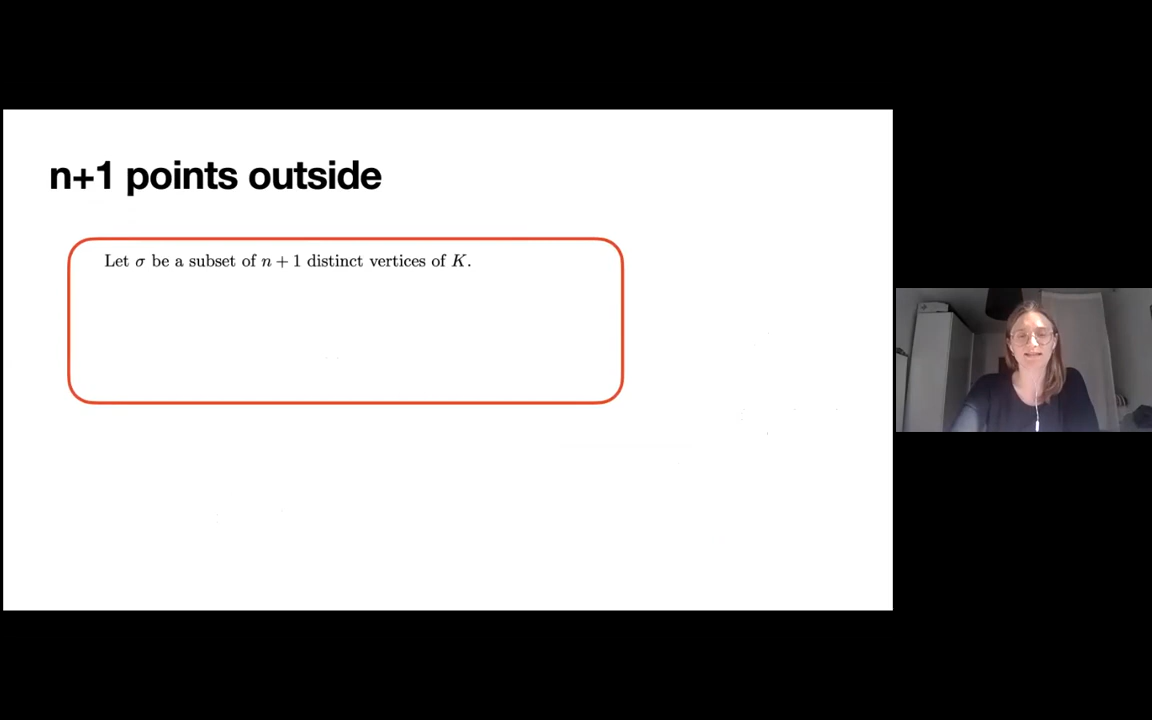 n+1 points outside
Let σ be a subset of n + 1 distinct vertices of K.